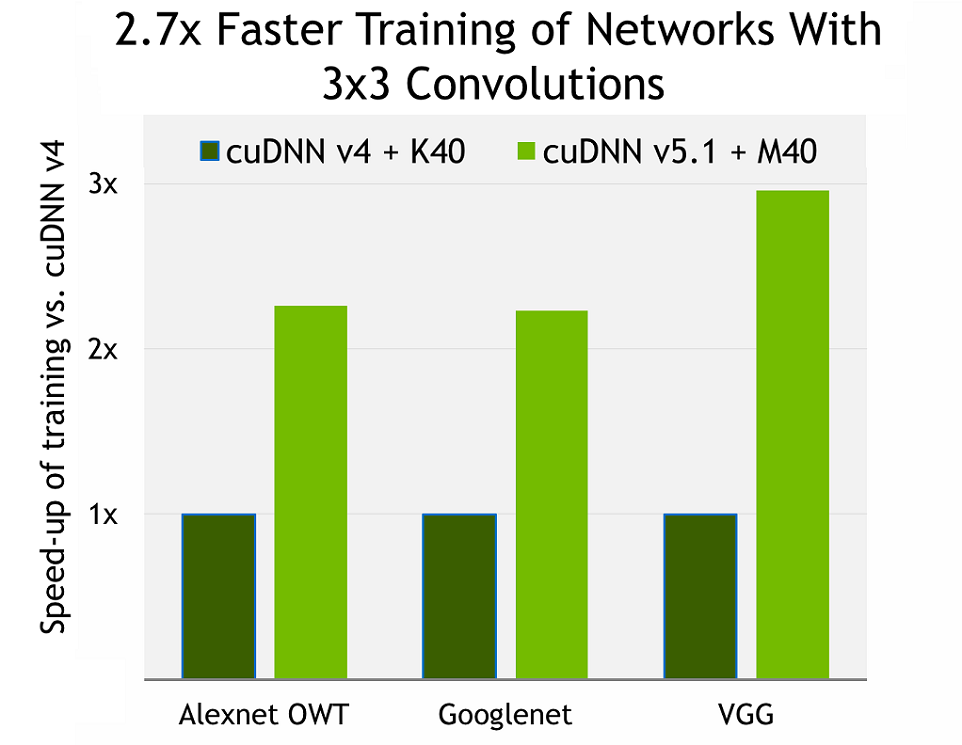 2.7x Faster Training of Networks With
3x3 Convolutions
cuDNN v4 + K40
cuDNN v5.1 + M40
Speed-up of training vs. cuDNN v4
3x
2x
1x
Alexnet OWT
Googlenet
VGG